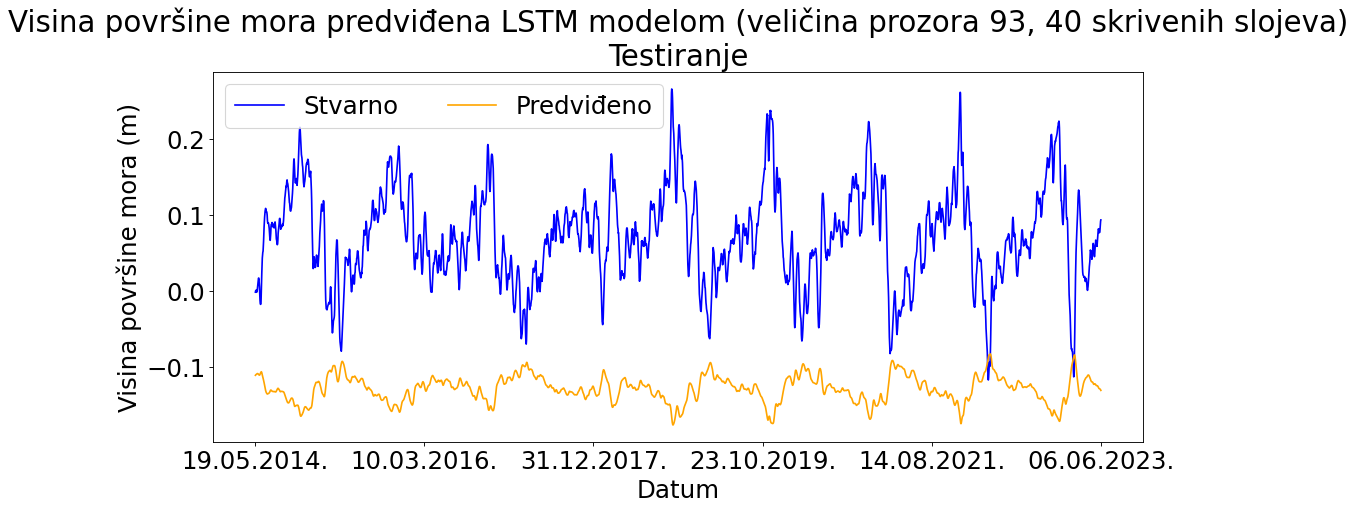 Visina površine mora predviđena LSTM modelom (veličina prozora 93, 40 skrivenih slojeva)
Testiranje
Stvarno Predviđeno
Visina površine mora (m)
0.2
0.1
0.0
−0.1
19.05.2014. 10.03.2016. 31.12.2017. 23.10.2019. 14.08.2021. 06.06.2023.
Datum